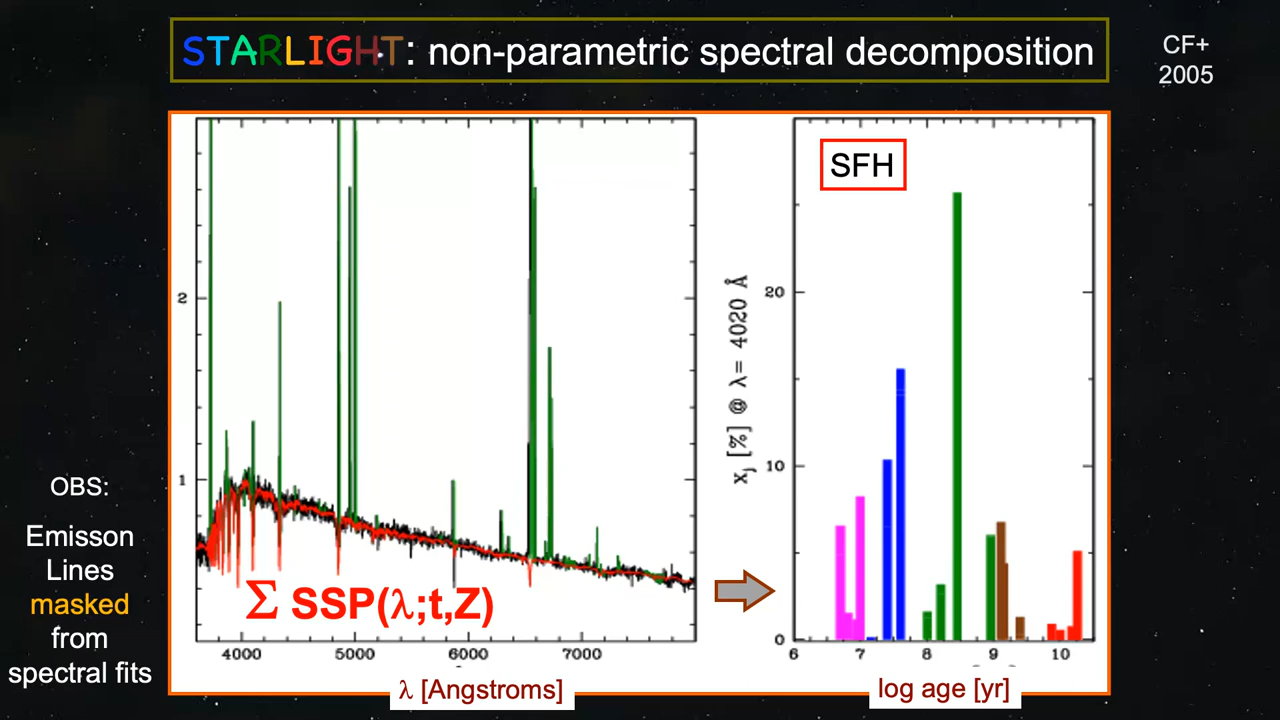 STARLIGHT: non-parametric spectral decomposition
CF+
2005
SFH
2
1
Σ SSP(λ;t,Z)
4000 5000 6000 7000
λ [Angstroms]
xj [%] @ λ= 4020 Å
20
10
0
6 7 8 9 10
log age [yr]
OBS:
Emisson
Lines
masked
from
spectral fits